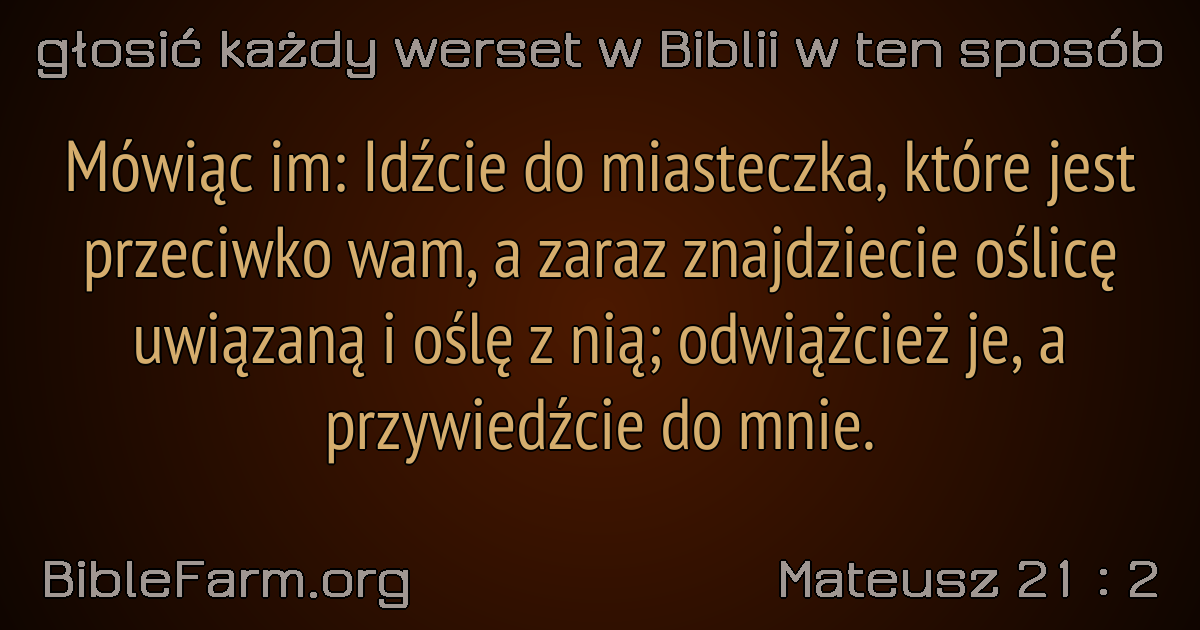 głosić każdy werset w Biblii w ten sposób
Mówiąc im: Idźcie do miasteczka, które jest
przeciwko wam, a zaraz znajdziecie oślicę
uwiązaną i oślę z nią; odwiążcież je, a
przywiedźcie do mnie.
BibleFarm.org
Mateusz 21 : 2